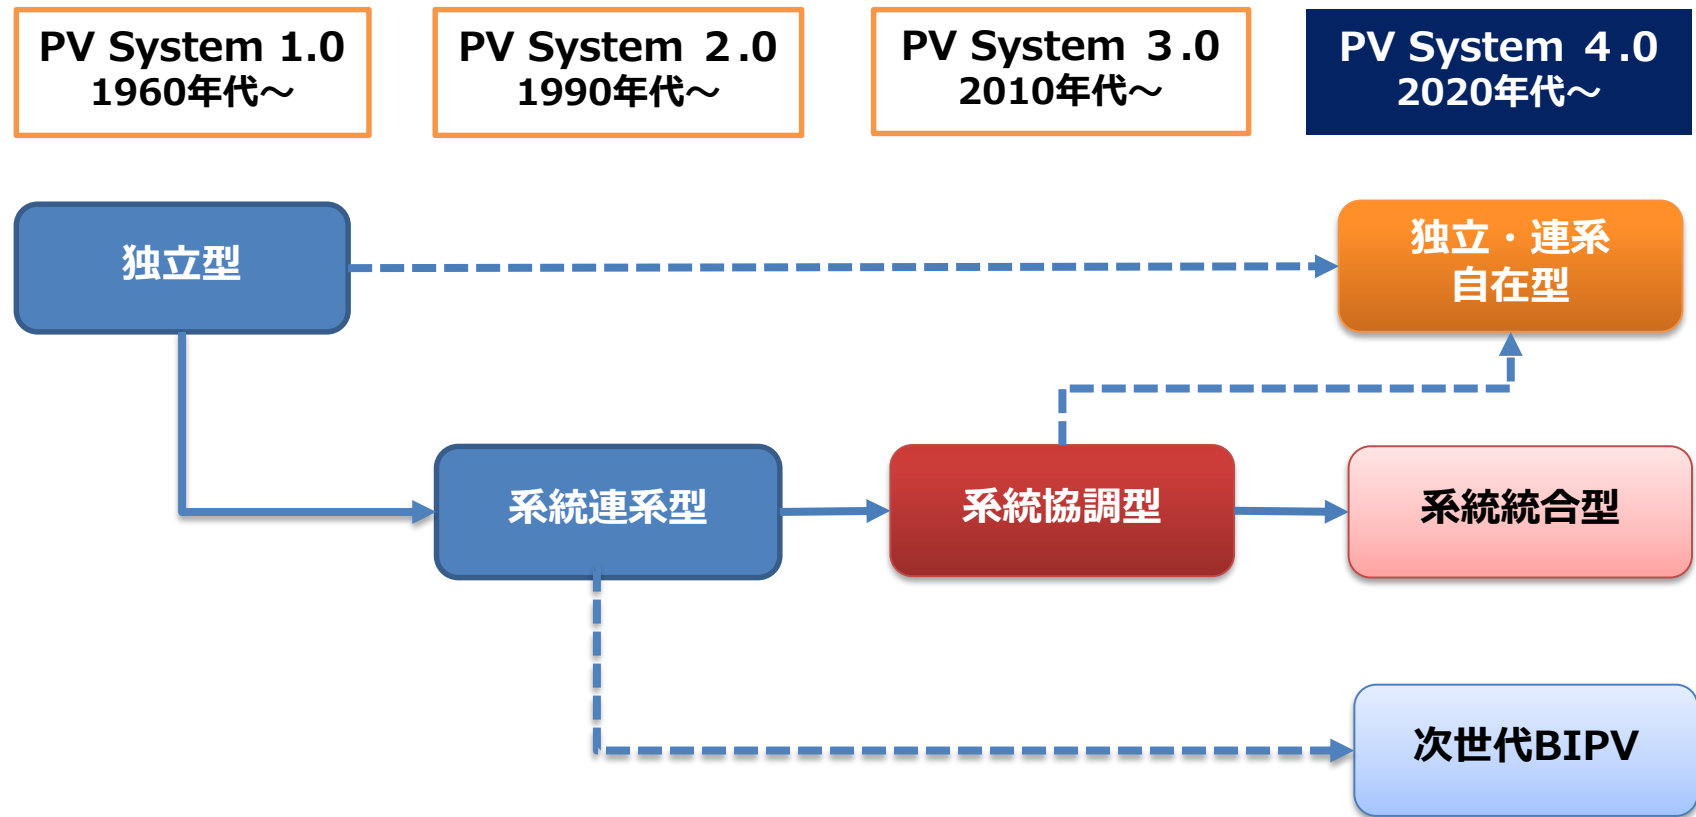 PV System 1.0
1960年代～
PV System ２.0
1990年代～
PV System ３.0
2010年代～
PV System ４.0
2020年代～
独立型
独立・連系
自在型
系統連系型
系統協調型
系統統合型
次世代BIPV